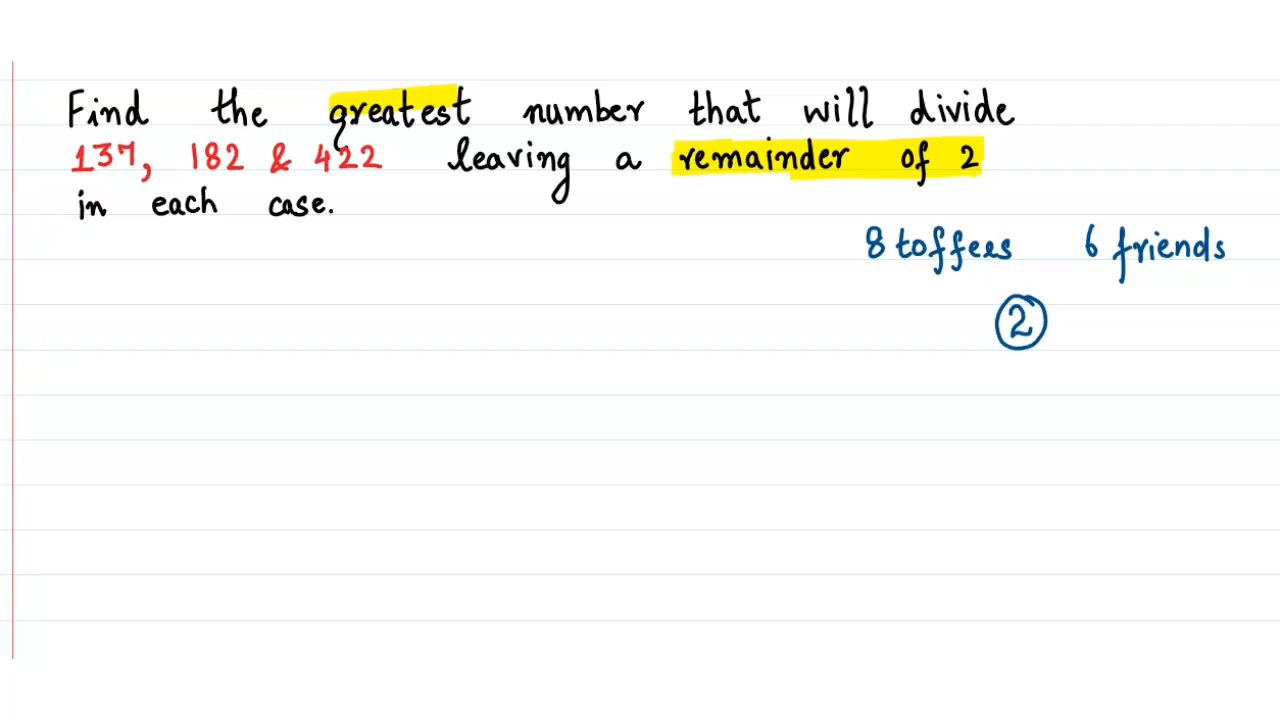 Find the greatest number that will divide
137, 182 & 422 leaving a remainder of 2
in each case.
8 toffees 6 friends
2